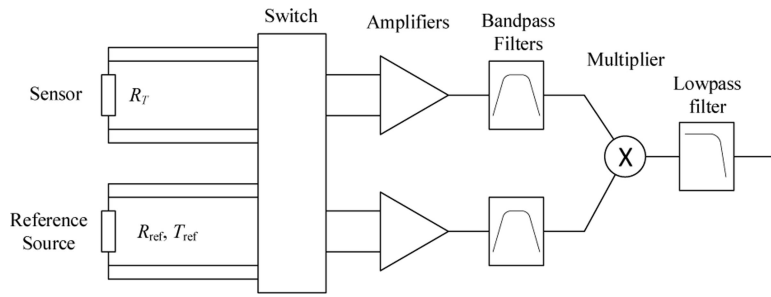 Switch
Amplifiers
Bandpass
Filters
Multiplier
Lowpass
filter
Sensor
R_T
X
Reference
Source
R_ref, T_ref